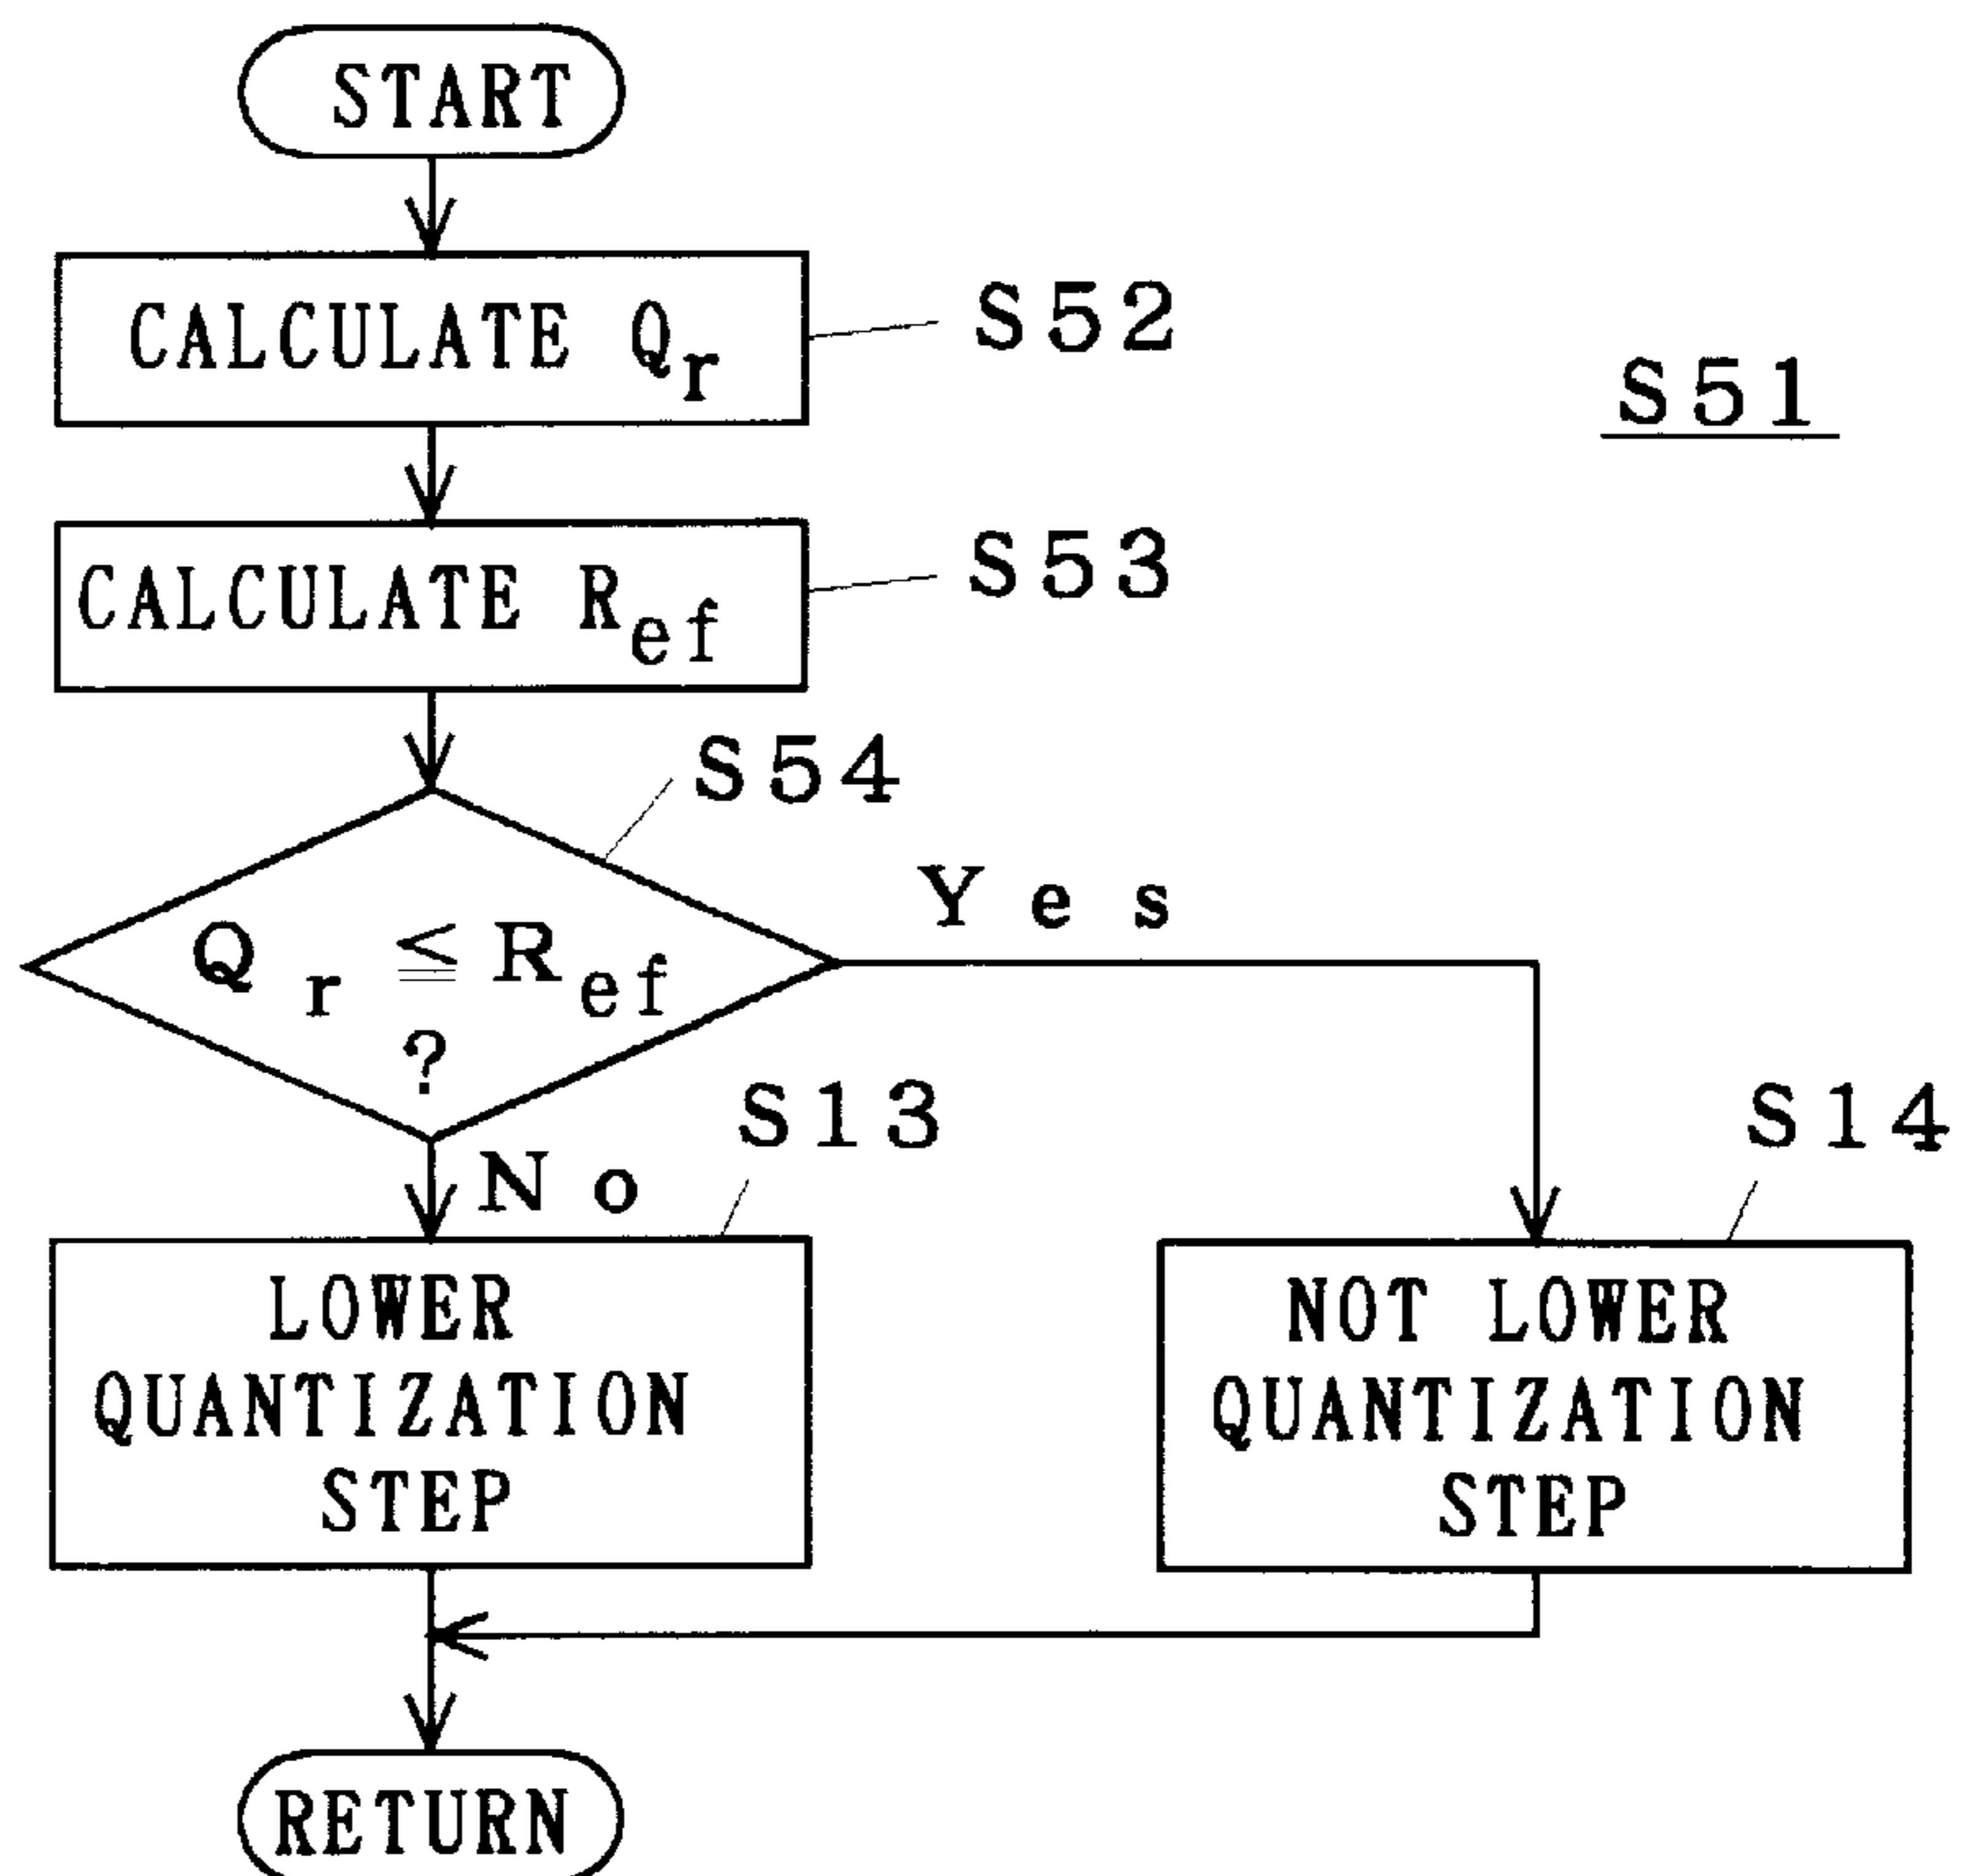 START
CALCULATE Qr
S52
S51
CALCULATE Ref
S53
S54
Qr ≦ Ref
?
Yes
No
S13
S14
LOWER
QUANTIZATION
STEP
NOT LOWER
QUANTIZATION
STEP
RETURN